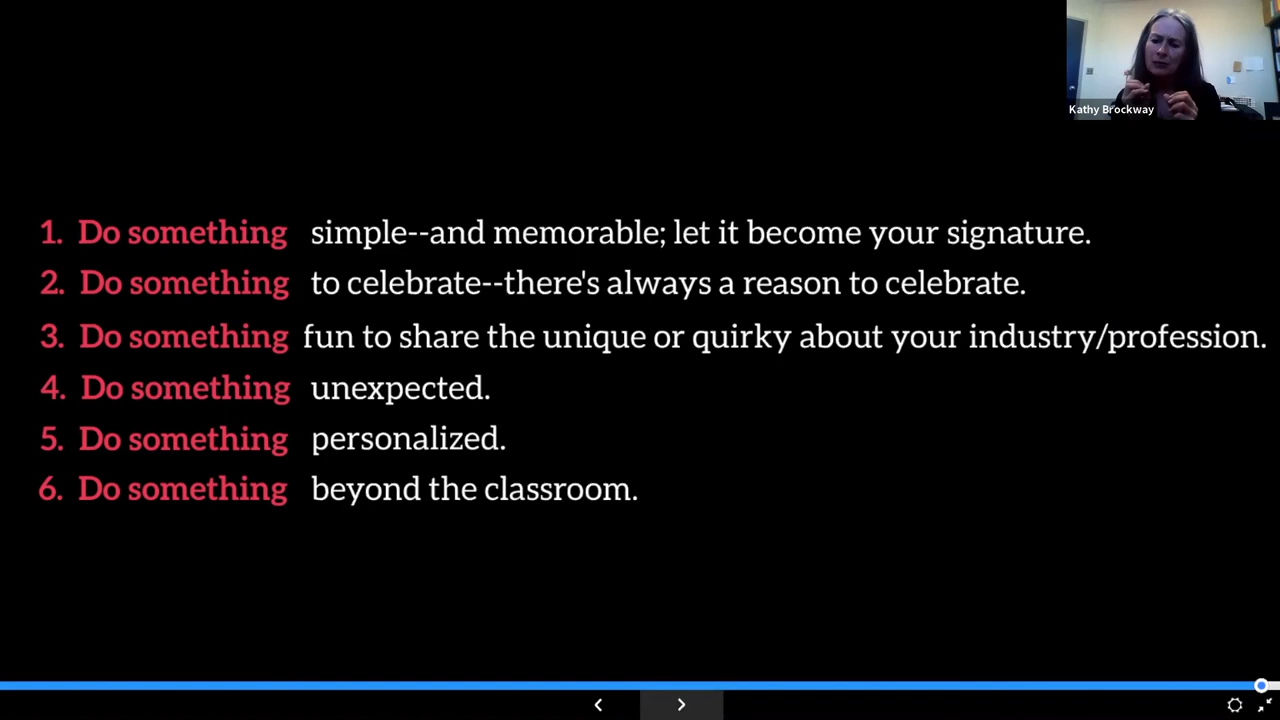 Kathy Brockway
1. Do something simple--and memorable; let it become your signature.
2. Do something to celebrate--there's always a reason to celebrate.
3. Do something fun to share the unique or quirky about your industry/profession.
4. Do something unexpected.
5. Do something personalized.
6. Do something beyond the classroom.